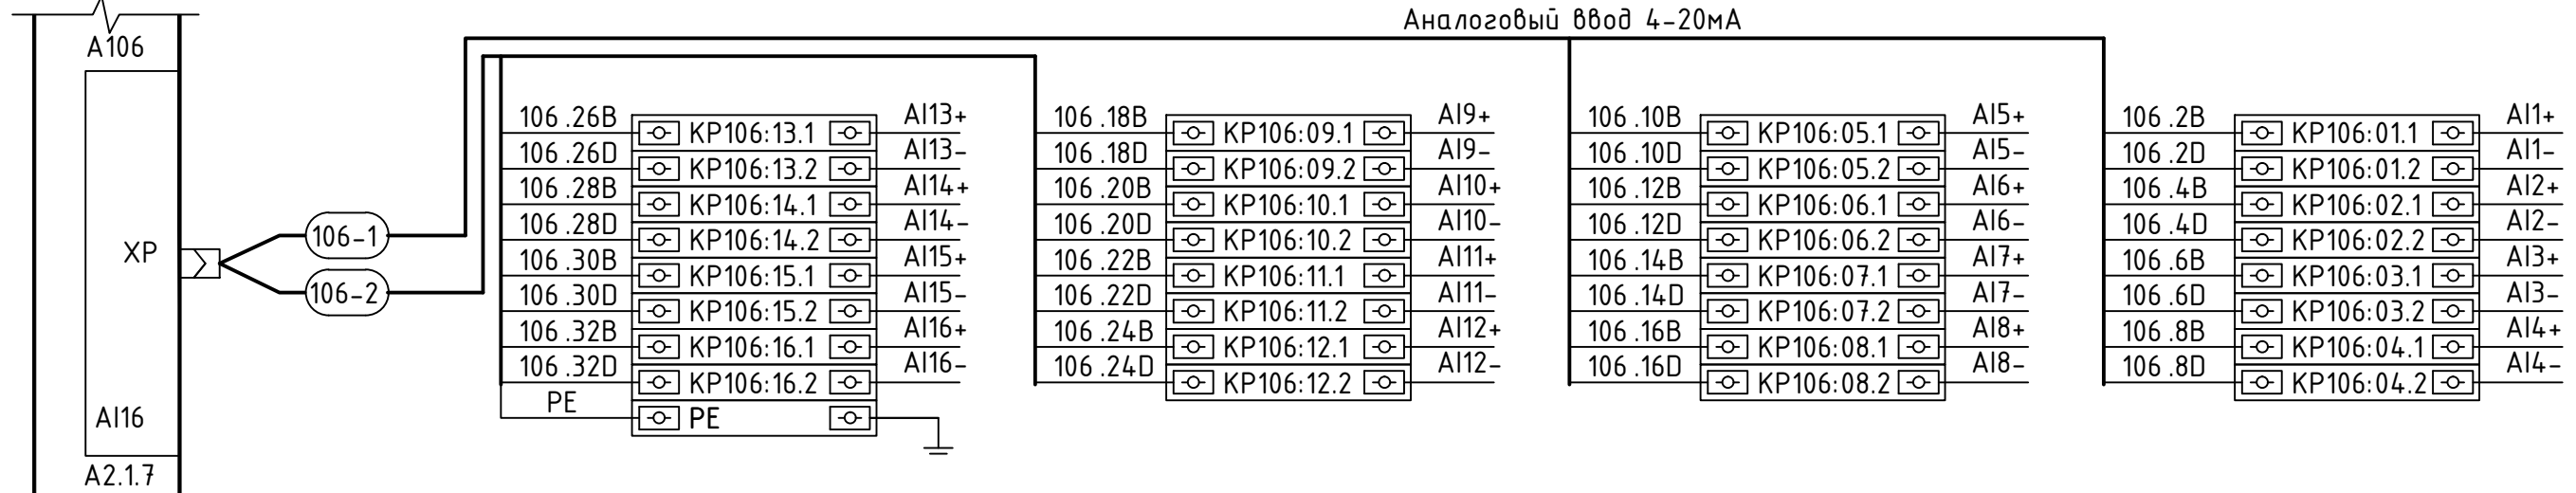 Аналоговый ввод 4-20мА
А106
XP
AI16
А2.1.7
106-1
106-2
106.26B KP106:13.1 AI13+
106.26D KP106:13.2 AI13-
106.28B KP106:14.1 AI14+
106.28D KP106:14.2 AI14-
106.30B KP106:15.1 AI15+
106.30D KP106:15.2 AI15-
106.32B KP106:16.1 AI16+
106.32D KP106:16.2 AI16-
PE PE
106.18B KP106:09.1 AI9+
106.18D KP106:09.2 AI9-
106.20B KP106:10.1 AI10+
106.20D KP106:10.2 AI10-
106.22B KP106:11.1 AI11+
106.22D KP106:11.2 AI11-
106.24B KP106:12.1 AI12+
106.24D KP106:12.2 AI12-
106.10B KP106:05.1 AI5+
106.10D KP106:05.2 AI5-
106.12B KP106:06.1 AI6+
106.12D KP106:06.2 AI6-
106.14B KP106:07.1 AI7+
106.14D KP106:07.2 AI7-
106.16B KP106:08.1 AI8+
106.16D KP106:08.2 AI8-
106.2B KP106:01.1 AI1+
106.2D KP106:01.2 AI1-
106.4B KP106:02.1 AI2+
106.4D KP106:02.2 AI2-
106.6B KP106:03.1 AI3+
106.6D KP106:03.2 AI3-
106.8B KP106:04.1 AI4+
106.8D KP106:04.2 AI4-